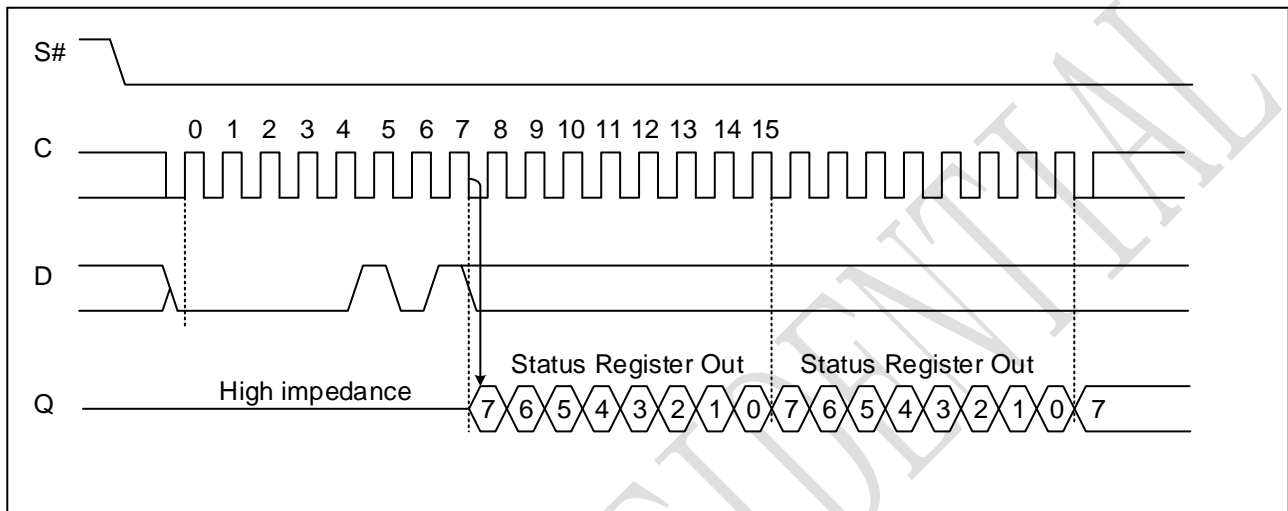 S#
0 1 2 3 4 5 6 7 8 9 10 11 12 13 14 15
C
D
Status Register Out Status Register Out
High impedance
Q 7 6 5 4 3 2 1 0 7 6 5 4 3 2 1 0 7
IDENTIAL